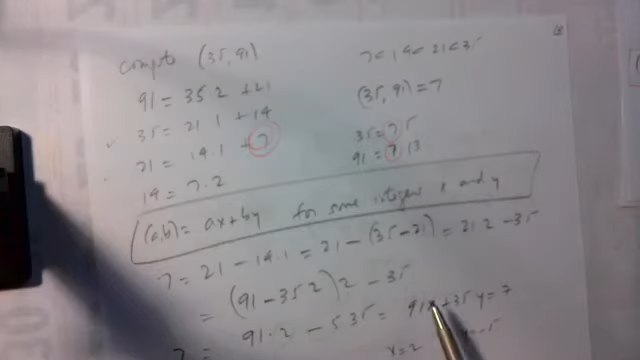 compute (35, 91)
91 = 35 2 + 21
35 = 21 1 + 14
21 = 14.1 + 7
14 = 7.2
7 < 14 < 21 < 35
(35, 91) = 7
35 = 7 5
91 = 7 13
(a,b) = ax+by for some integers x and y
7 = 21 - 14.1 = 21 - (35-21) = 21 2 - 35
= (91 - 35 2) 2 - 35
7 = 91.2 - 5 35 = 91 + 35 y = 7
x=2